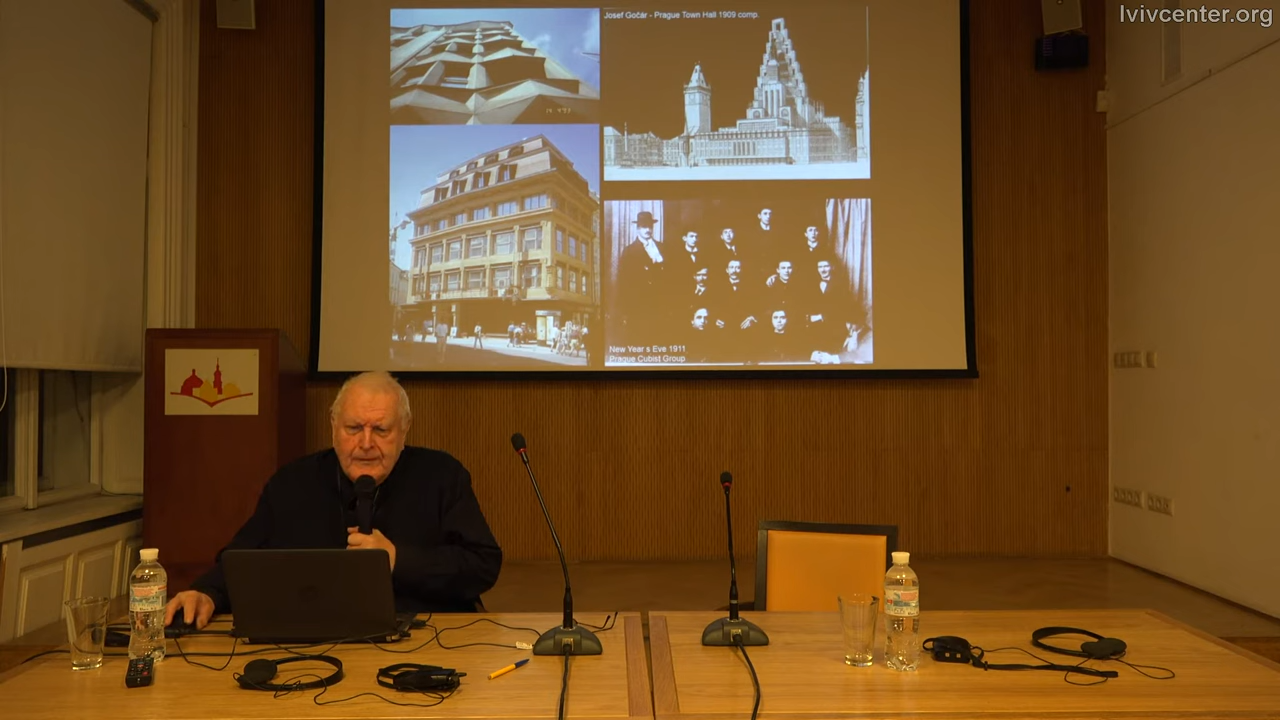 lvivcenter.org
Josef Gočár - Prague Town Hall 1909 comp.
New Year s Eve 1911
Prague Cubist Group